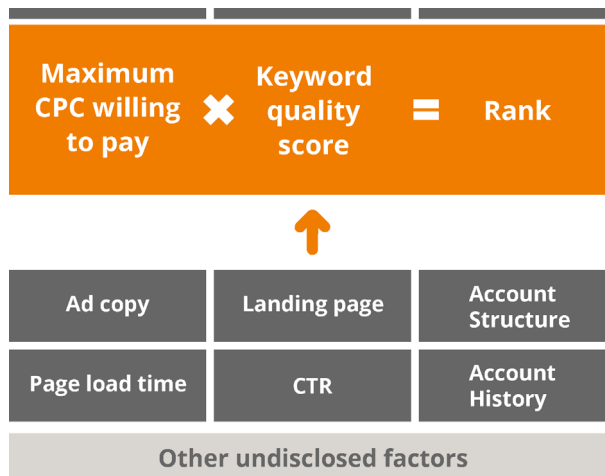 Maximum
CPC willing
to pay
✖
Keyword
quality
score
=
Rank
Ad copy
Landing page
Account
Structure
Page load time
CTR
Account
History
Other undisclosed factors